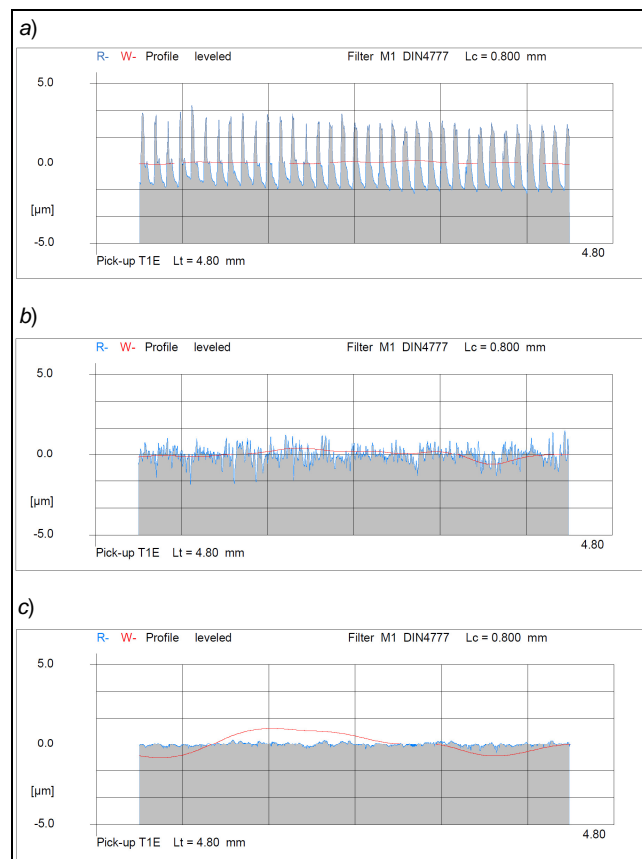 a)
R- W- Profile leveled Filter M1 DIN4777 Lc = 0.800 mm
5.0
0.0
[µm]
-5.0
4.80
Pick-up T1E Lt = 4.80 mm
b)
R- W- Profile leveled Filter M1 DIN4777 Lc = 0.800 mm
5.0
0.0
[µm]
-5.0
4.80
Pick-up T1E Lt = 4.80 mm
c)
R- W- Profile leveled Filter M1 DIN4777 Lc = 0.800 mm
5.0
0.0
[µm]
-5.0
4.80
Pick-up T1E Lt = 4.80 mm